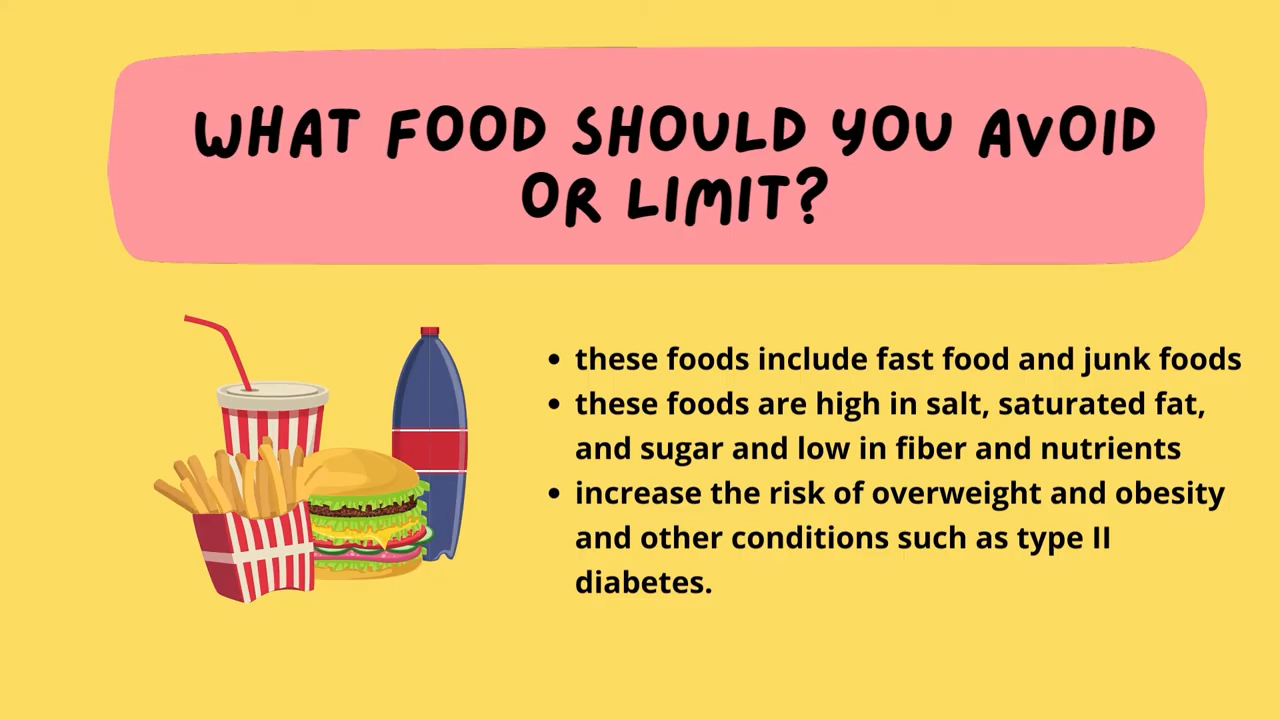 WHAT FOOD SHOULD YOU AVOID
OR LIMIT?
• these foods include fast food and junk foods
• these foods are high in salt, saturated fat,
and sugar and low in fiber and nutrients
• increase the risk of overweight and obesity
and other conditions such as type II
diabetes.